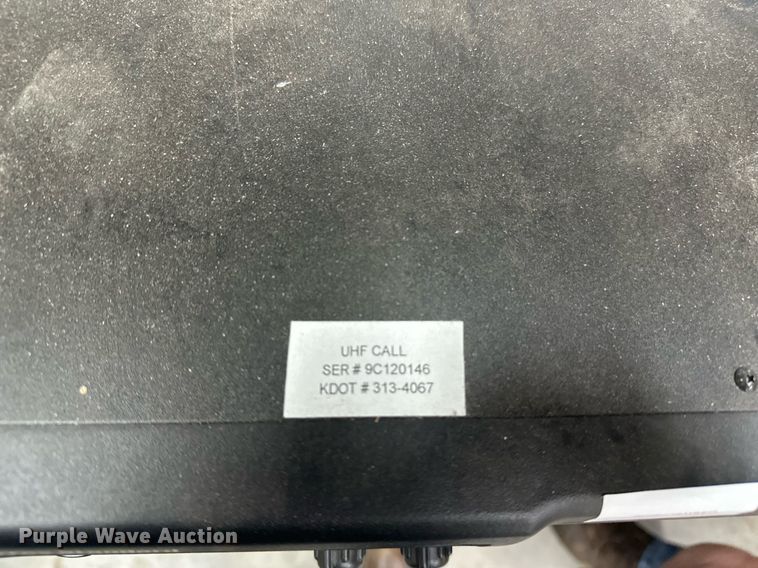 UHF CALL
SER # 9C120146
KDOT # 313-4067
Purple Wave Auction